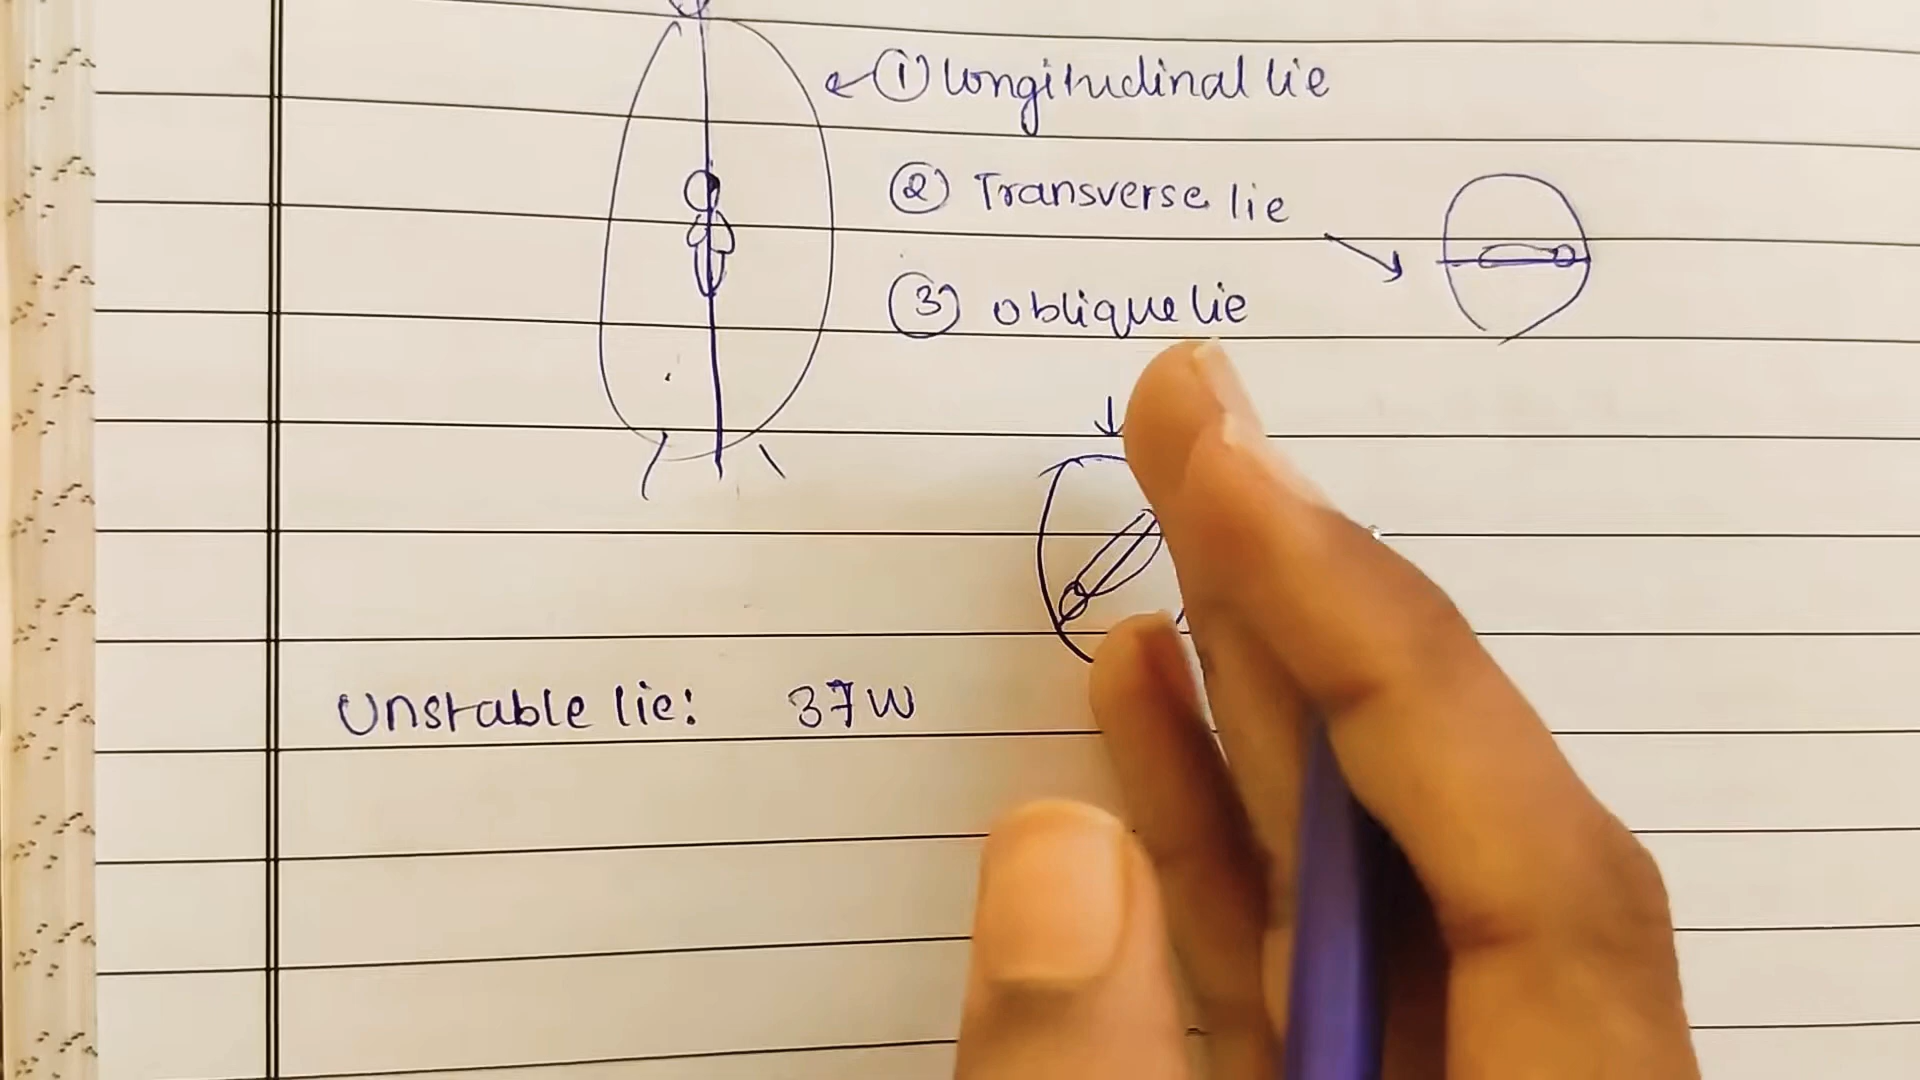 ① longitudinal lie
② Transverse lie
③ oblique lie
Unstable lie: 37W